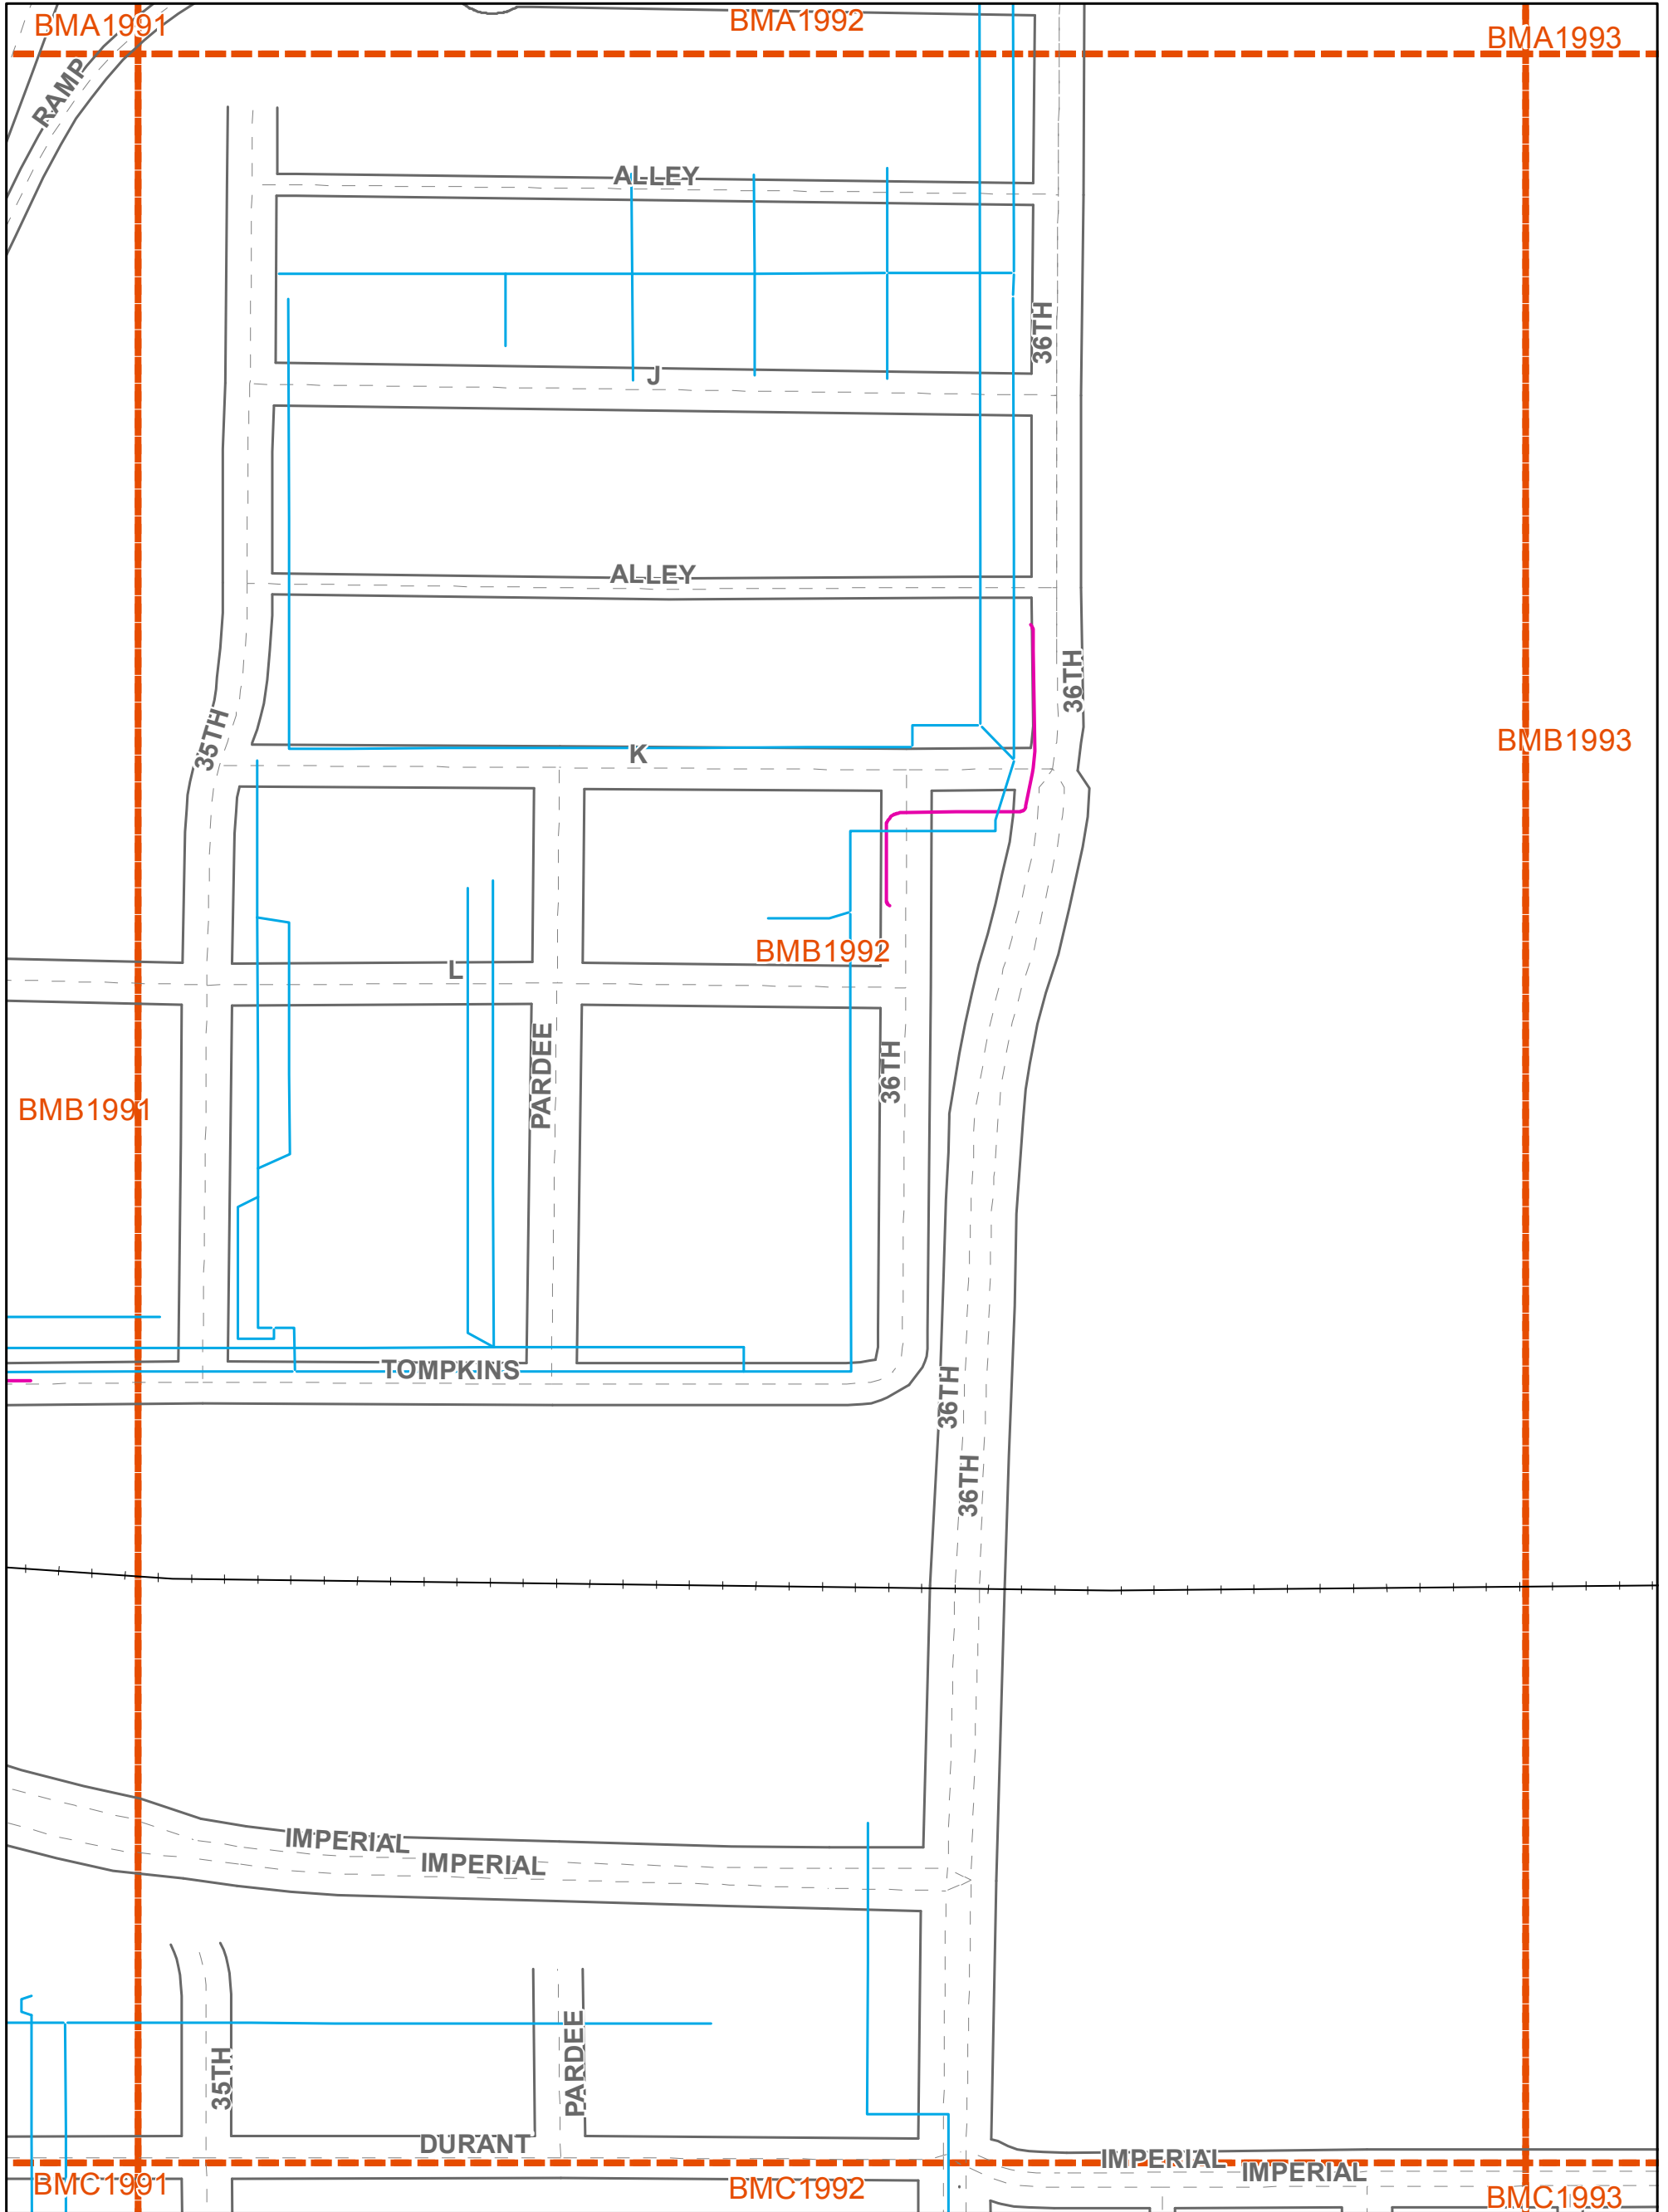 BMA1991
BMA1992
BMA1993
RAMP
ALLEY
36TH
J
ALLEY
36TH
35TH
K
BMB1993
BMB1992
L
PARDEE
36TH
BMB1991
TOMPKINS
36TH
36TH
IMPERIAL
IMPERIAL
PARDEE
35TH
DURANT
IMPERIAL
IMPERIAL
BMC1991
BMC1992
BMC1993